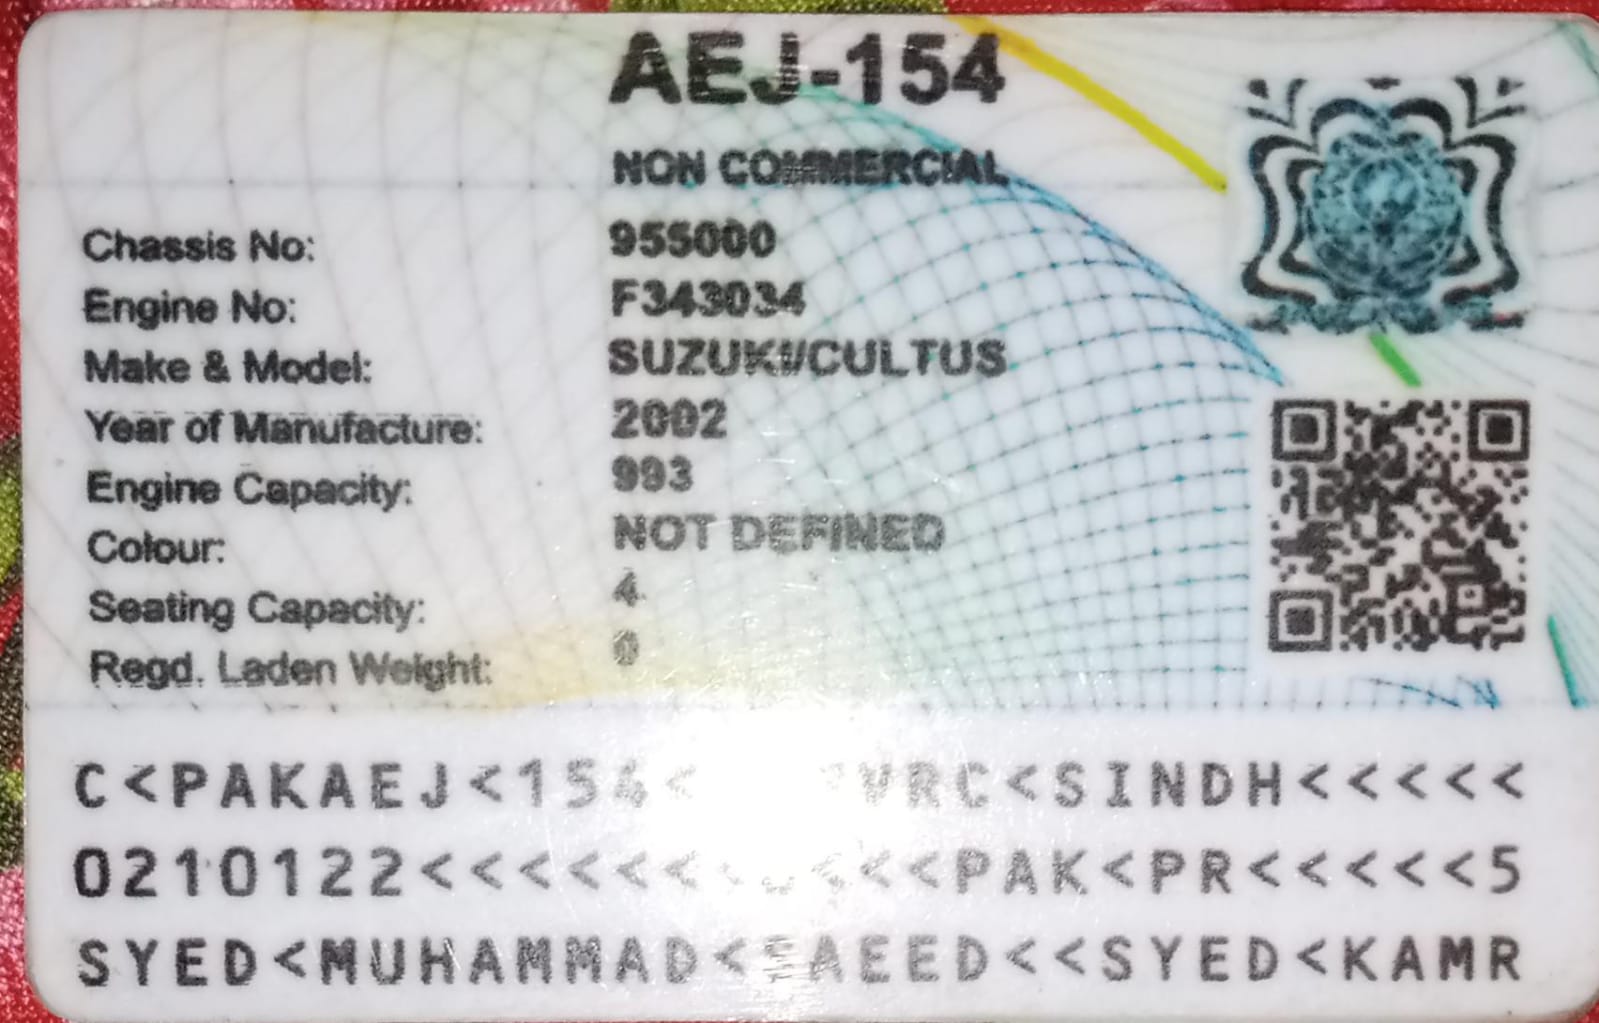 AEJ-154
NON COMMERCIAL
Chassis No: 955000
Engine No: F343034
Make & Model: SUZUKI/CULTUS
Year of Manufacture: 2002
Engine Capacity: 993
Colour: NOT DEFINED
Seating Capacity: 4
Regd. Laden Weight: 0
C<PAKAEJ<154< VRC<SINDH<<<<<
0210122<<<<<< <<PAK<PR<<<<<5
SYED<MUHAMMAD<SAEED<<SYED<KAMR